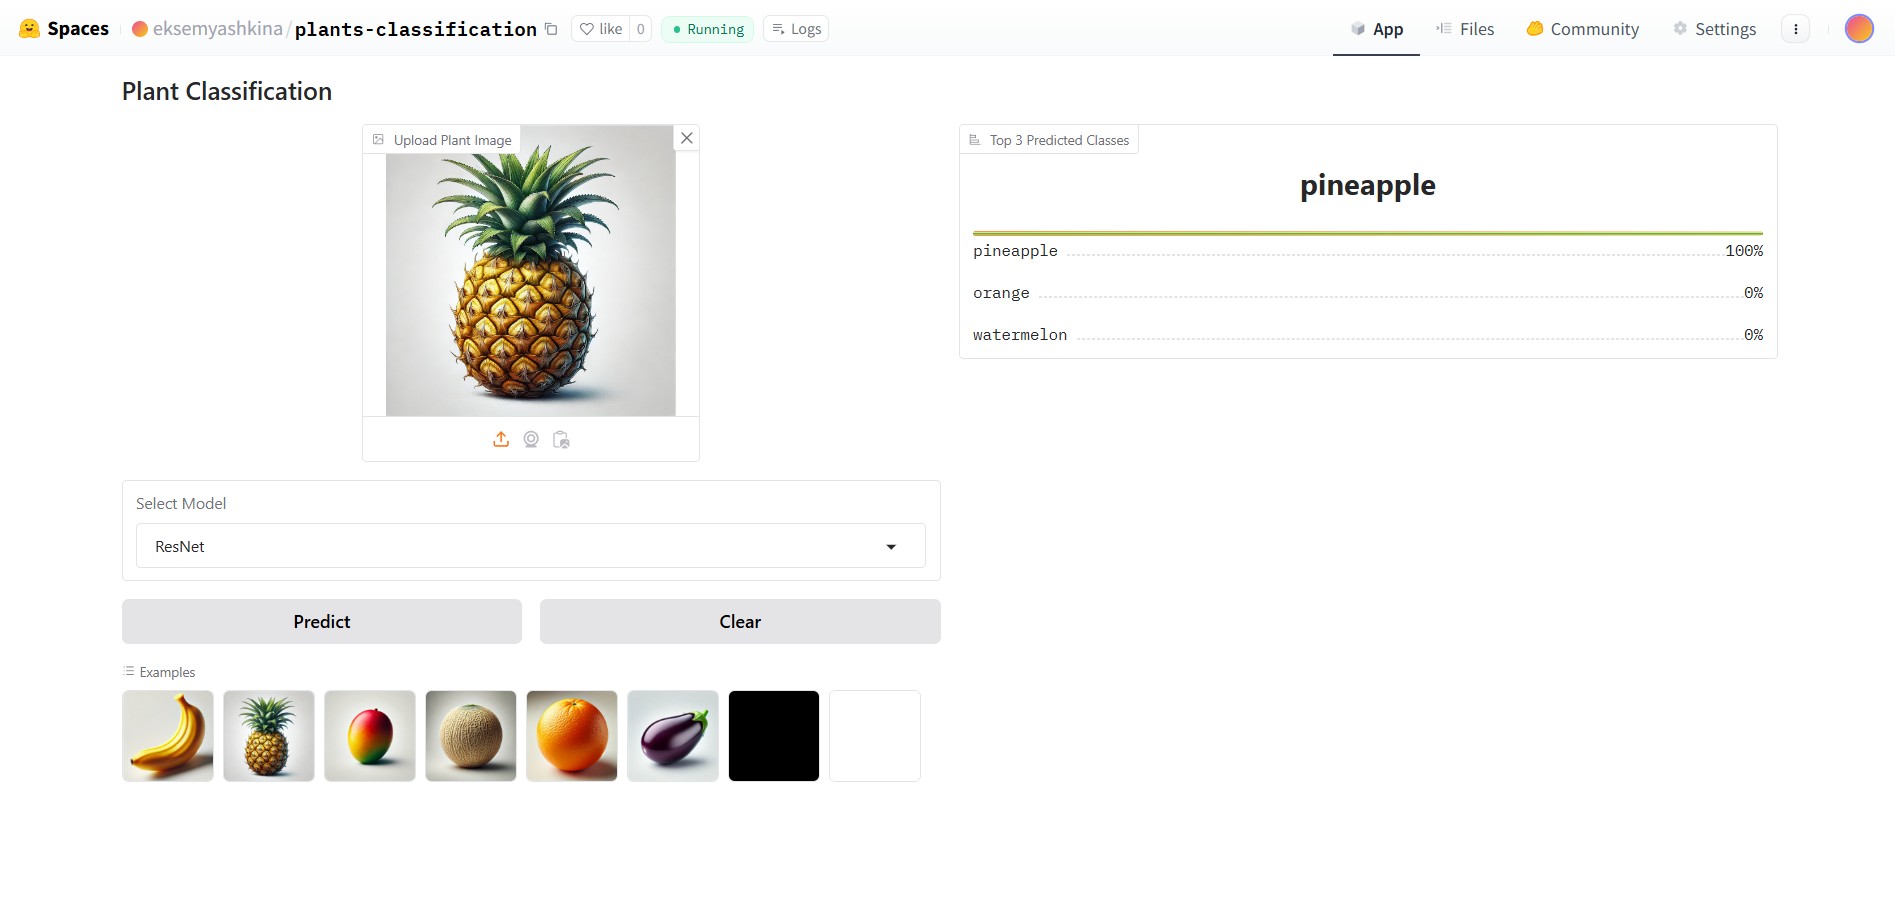 Spaces
eksemyashkina/plants-classification
like 0
Running
Logs
App
Files
Community
Settings
Plant Classification
Upload Plant Image
Top 3 Predicted Classes
pineapple
pineapple 100%
orange 0%
watermelon 0%
Select Model
ResNet
Predict
Clear
Examples